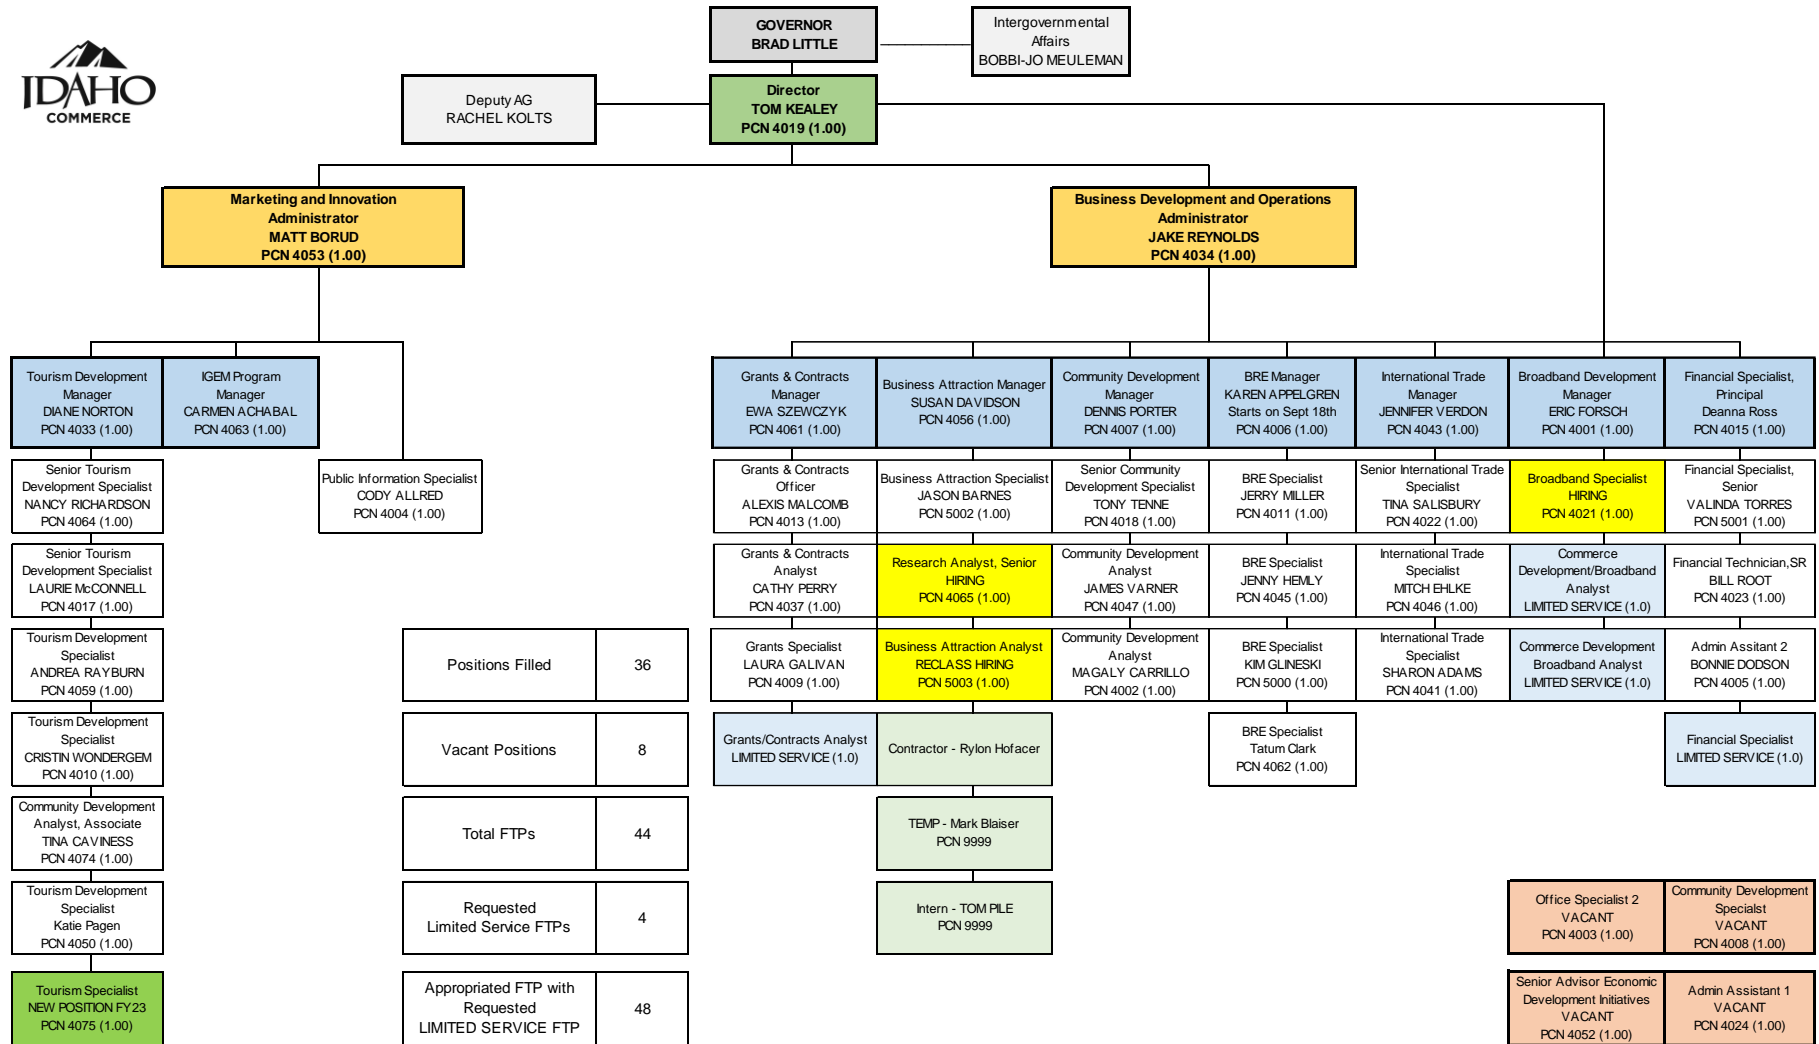 IDAHO
COMMERCE
GOVERNOR
BRAD LITTLE
Intergovernmental
Affairs
BOBBI-JO MEULEMAN
Deputy AG
RACHEL KOLTS
Director
TOM KEALEY
PCN 4019 (1.00)
Marketing and Innovation
Administrator
MATT BORUD
PCN 4053 (1.00)
Business Development and Operations
Administrator
JAKE REYNOLDS
PCN 4034 (1.00)
Tourism Development
Manager
DIANE NORTON
PCN 4033 (1.00)
IGEM Program
Manager
CARMEN ACHABAL
PCN 4063 (1.00)
Grants & Contracts
Manager
EWA SZEWCZYK
PCN 4061 (1.00)
Business Attraction Manager
SUSAN DAVIDSON
PCN 4056 (1.00)
Community Development
Manager
DENNIS PORTER
PCN 4007 (1.00)
BRE Manager
KAREN APPELGREN
Starts on Sept 18th
PCN 4006 (1.00)
International Trade
Manager
JENNIFER VERDON
PCN 4043 (1.00)
Broadband Development
Manager
ERIC FORSCH
PCN 4001 (1.00)
Financial Specialist,
Principal
Deanna Ross
PCN 4015 (1.00)
Senior Tourism
Development Specialist
NANCY RICHARDSON
PCN 4064 (1.00)
Public Information Specialist
CODY ALLRED
PCN 4004 (1.00)
Grants & Contracts
Officer
ALEXIS MALCOMB
PCN 4013 (1.00)
Business Attraction Specialist
JASON BARNES
PCN 5002 (1.00)
Senior Community
Development Specialist
TONY TENNE
PCN 4018 (1.00)
BRE Specialist
JERRY MILLER
PCN 4011 (1.00)
Senior International Trade
Specialist
TINA SALISBURY
PCN 4022 (1.00)
Broadband Specialist
HIRING
PCN 4021 (1.00)
Financial Specialist,
Senior
VALINDA TORRES
PCN 5001 (1.00)
Senior Tourism
Development Specialist
LAURIE McCONNELL
PCN 4017 (1.00)
Grants & Contracts
Analyst
CATHY PERRY
PCN 4037 (1.00)
Research Analyst, Senior
HIRING
PCN 4065 (1.00)
Community Development
Analyst
JAMES VARNER
PCN 4047 (1.00)
BRE Specialist
JENNY HEMLY
PCN 4045 (1.00)
International Trade
Specialist
MITCH EHLKE
PCN 4046 (1.00)
Commerce
Development/Broadband
Analyst
LIMITED SERVICE (1.0)
Financial Technician,SR
BILL ROOT
PCN 4023 (1.00)
Tourism Development
Specialist
ANDREA RAYBURN
PCN 4059 (1.00)
Positions Filled
36
Grants Specialist
LAURA GALIVAN
PCN 4009 (1.00)
Business Attraction Analyst
RECLASS HIRING
PCN 5003 (1.00)
Community Development
Analyst
MAGALY CARRILLO
PCN 4002 (1.00)
BRE Specialist
KIM GLINESKI
PCN 5000 (1.00)
International Trade
Specialist
SHARON ADAMS
PCN 4041 (1.00)
Commerce Development
Broadband Analyst
LIMITED SERVICE (1.0)
Admin Assitant 2
BONNIE DODSON
PCN 4005 (1.00)
Tourism Development
Specialist
CRISTIN WONDERGEM
PCN 4010 (1.00)
Vacant Positions
8
Grants/Contracts Analyst
LIMITED SERVICE (1.0)
Contractor - Rylon Hofacer
BRE Specialist
Tatum Clark
PCN 4062 (1.00)
Financial Specialist
LIMITED SERVICE (1.0)
Community Development
Analyst, Associate
TINA CAVINESS
PCN 4074 (1.00)
Total FTPs
44
TEMP - Mark Blaiser
PCN 9999
Tourism Development
Specialist
Katie Pagen
PCN 4050 (1.00)
Requested
Limited Service FTPs
4
Intern - TOM PILE
PCN 9999
Office Specialist 2
VACANT
PCN 4003 (1.00)
Community Development
Specialst
VACANT
PCN 4008 (1.00)
Tourism Specialist
NEW POSITION FY23
PCN 4075 (1.00)
Appropriated FTP with
Requested
LIMITED SERVICE FTP
48
Senior Advisor Economic
Development Initiatives
VACANT
PCN 4052 (1.00)
Admin Assistant 1
VACANT
PCN 4024 (1.00)